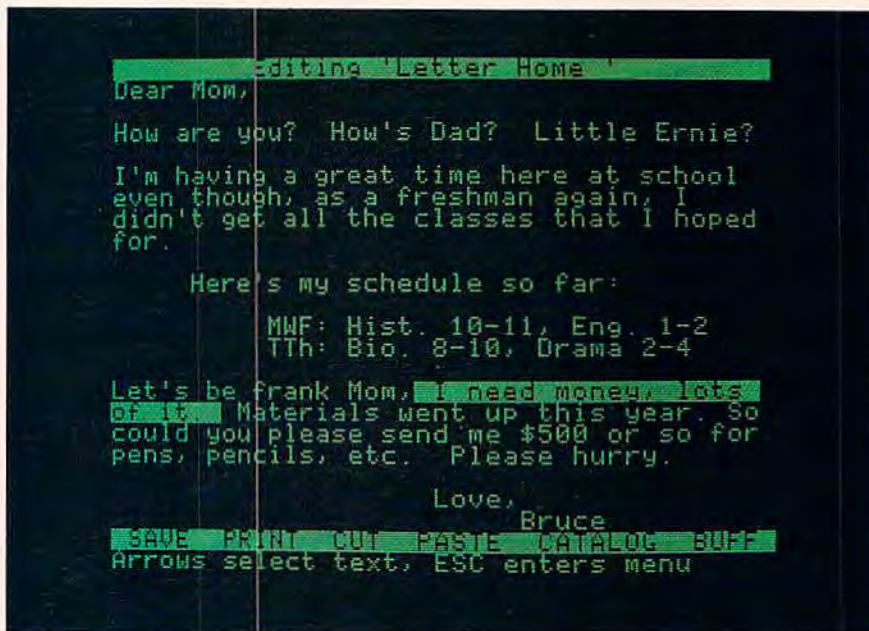 Editing 'Letter Home '
Dear Mom,
How are you?  How's Dad?  Little Ernie?
I'm having a great time here at school
even though, as a freshman again, I
didn't get all the classes that I hoped
for.
Here's my schedule so far:
MWF: Hist. 10-11, Eng. 1-2
TTh: Bio. 8-10, Drama 2-4
Let's be frank Mom, I need money, lots
of it.  Materials went up this year. So
could you please send me $500 or so for
pens, pencils, etc.  Please hurry.
Love,
Bruce
SAVE  PRINT  CUT  PASTE  CATALOG  BUFF
Arrows select text, ESC enters menu